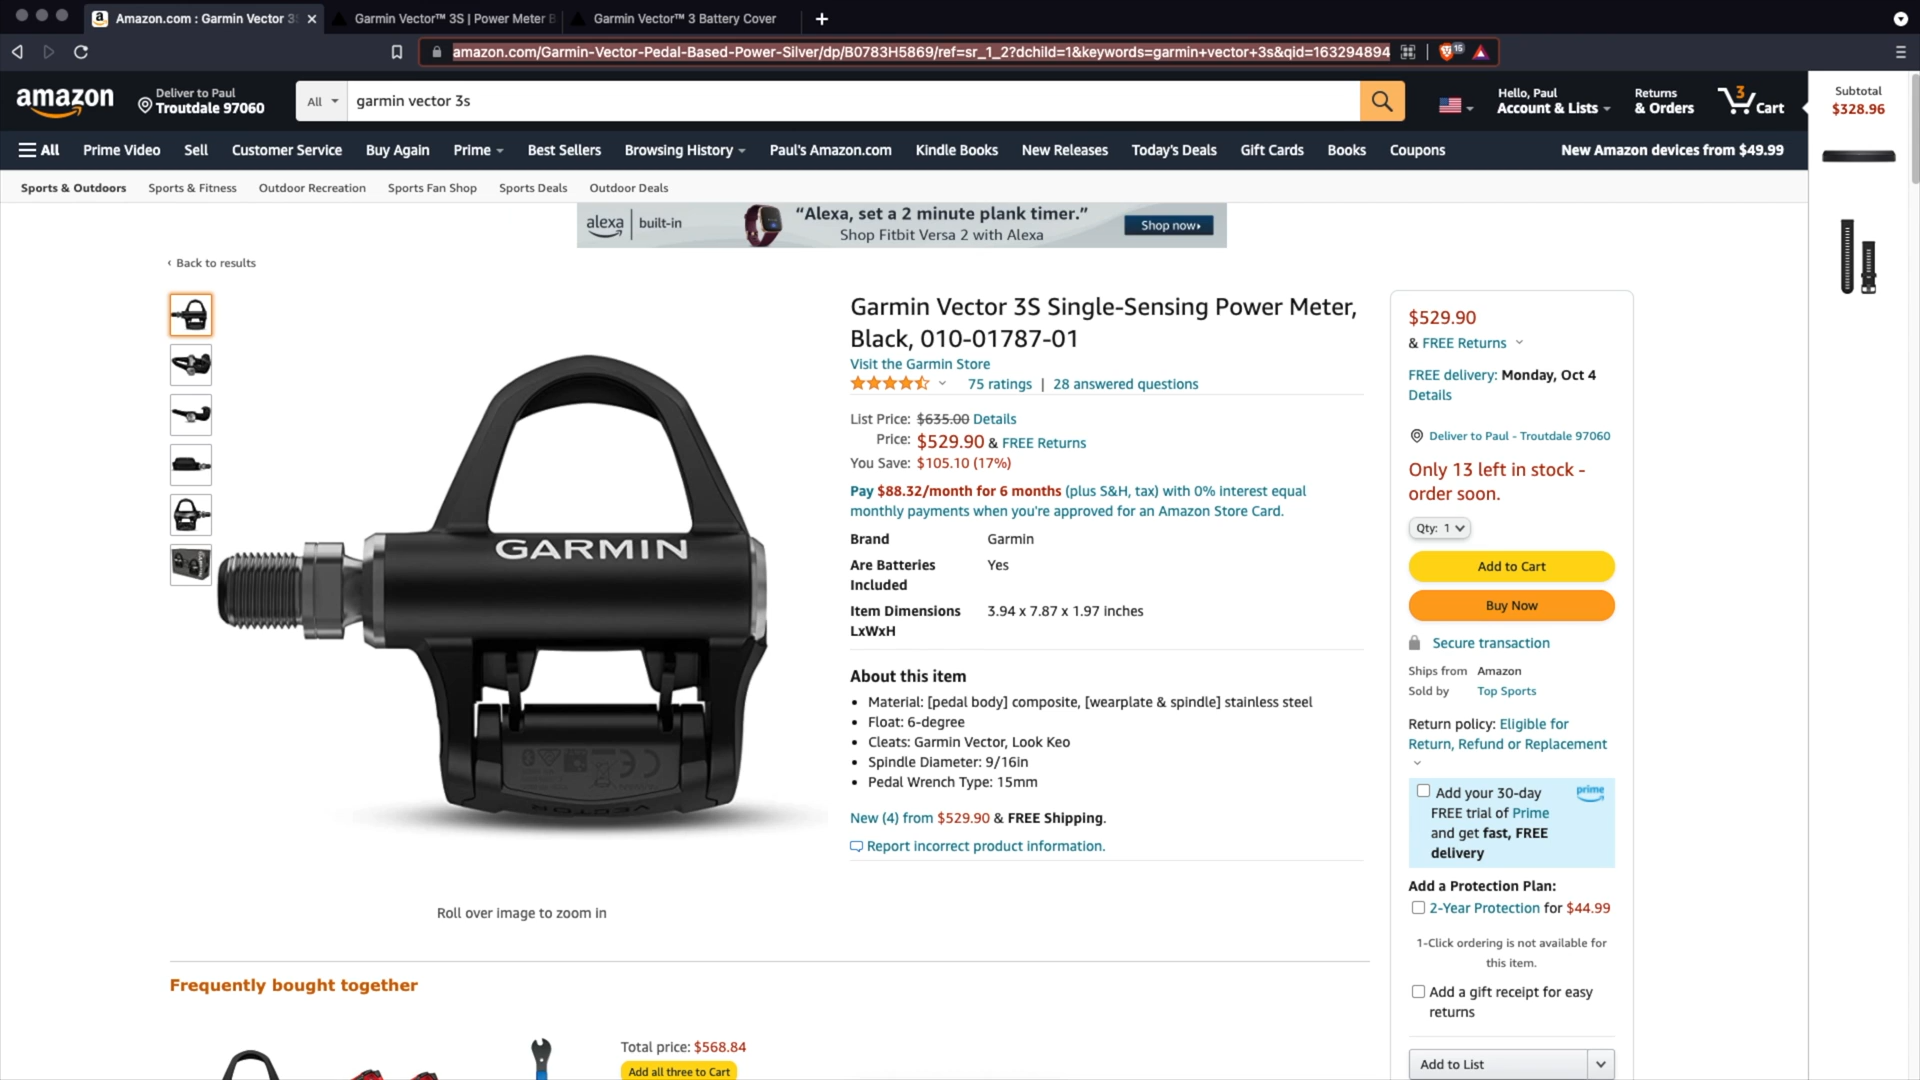 Amazon.com : Garmin Vector 3S
Garmin Vector™ 3S | Power Meter B
Garmin Vector™ 3 Battery Cover
amazon.com/Garmin-Vector-Pedal-Based-Power-Silver/dp/B0783H5869/ref=sr_1_2?dchild=1&keywords=garmin+vector+3s&qid=163294894
15
amazon
Deliver to Paul
Troutdale 97060
All
garmin vector 3s
Hello, Paul
Account & Lists
Returns
& Orders
3
Cart
Subtotal
$328.96
All
Prime Video
Sell
Customer Service
Buy Again
Prime
Best Sellers
Browsing History
Paul's Amazon.com
Kindle Books
New Releases
Today's Deals
Gift Cards
Books
Coupons
New Amazon devices from $49.99
Sports & Outdoors
Sports & Fitness
Outdoor Recreation
Sports Fan Shop
Sports Deals
Outdoor Deals
alexa | built-in
“Alexa, set a 2 minute plank timer.”
Shop Fitbit Versa 2 with Alexa
Shop now
‹ Back to results
GARMIN
VECTOR
Roll over image to zoom in
Garmin Vector 3S Single-Sensing Power Meter,
Black, 010-01787-01
Visit the Garmin Store
75 ratings | 28 answered questions
List Price: $635.00 Details
Price: $529.90 & FREE Returns
You Save: $105.10 (17%)
Pay $88.32/month for 6 months (plus S&H, tax) with 0% interest equal
monthly payments when you're approved for an Amazon Store Card.
Brand Garmin
Are Batteries Yes
Included
Item Dimensions 3.94 x 7.87 x 1.97 inches
LxWxH
About this item
• Material: [pedal body] composite, [wearplate & spindle] stainless steel
• Float: 6-degree
• Cleats: Garmin Vector, Look Keo
• Spindle Diameter: 9/16in
• Pedal Wrench Type: 15mm
New (4) from $529.90 & FREE Shipping.
Report incorrect product information.
$529.90
& FREE Returns
FREE delivery: Monday, Oct 4
Details
Deliver to Paul - Troutdale 97060
Only 13 left in stock -
order soon.
Qty: 1
Add to Cart
Buy Now
Secure transaction
Ships from Amazon
Sold by Top Sports
Return policy: Eligible for
Return, Refund or Replacement
Add your 30-day
prime
FREE trial of Prime
and get fast, FREE
delivery
Add a Protection Plan:
2-Year Protection for $44.99
1-Click ordering is not available for
this item.
Add a gift receipt for easy
returns
Add to List
Frequently bought together
Total price: $568.84
Add all three to Cart